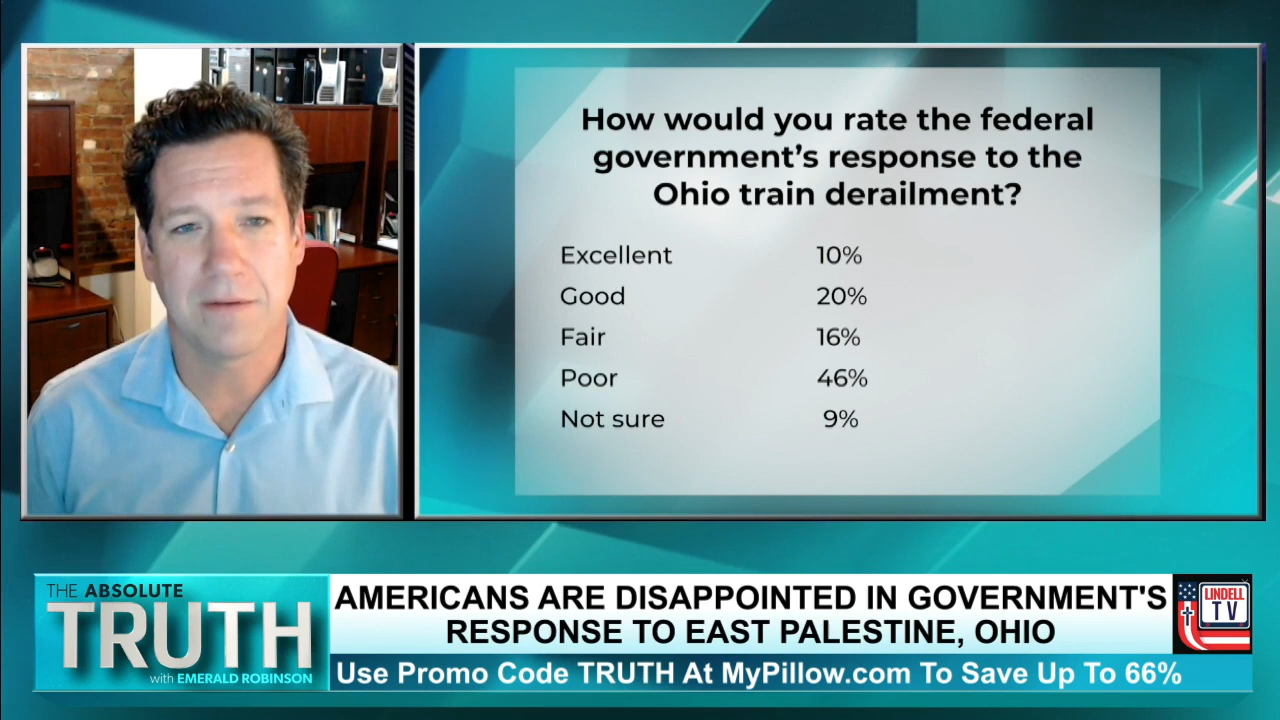 How would you rate the federal
government’s response to the
Ohio train derailment?
Excellent 10%
Good 20%
Fair 16%
Poor 46%
Not sure 9%
THE ABSOLUTE
TRUTH
with EMERALD ROBINSON
AMERICANS ARE DISAPPOINTED IN GOVERNMENT'S
RESPONSE TO EAST PALESTINE, OHIO
LINDELL
TV
Use Promo Code TRUTH At MyPillow.com To Save Up To 66%